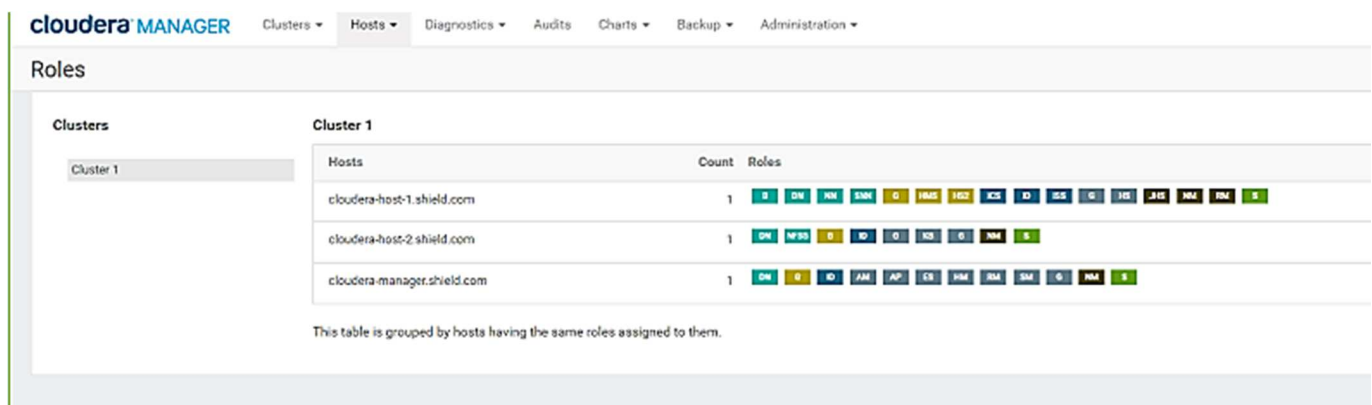 cloudera MANAGER Clusters Hosts Diagnostics Audits Charts Backup Administration
Roles
Clusters
Cluster 1
Cluster 1
Hosts Count Roles
cloudera-host-1.shield.com 1 B DN NN SNN G HMS HS2 ICS ID ISS G HS JHS NM RM S
cloudera-host-2.shield.com 1 DN NFSG G ID O KS G NM S
cloudera-manager.shield.com 1 DN G ID AM AP ES HM RM SM G NM S
This table is grouped by hosts having the same roles assigned to them.